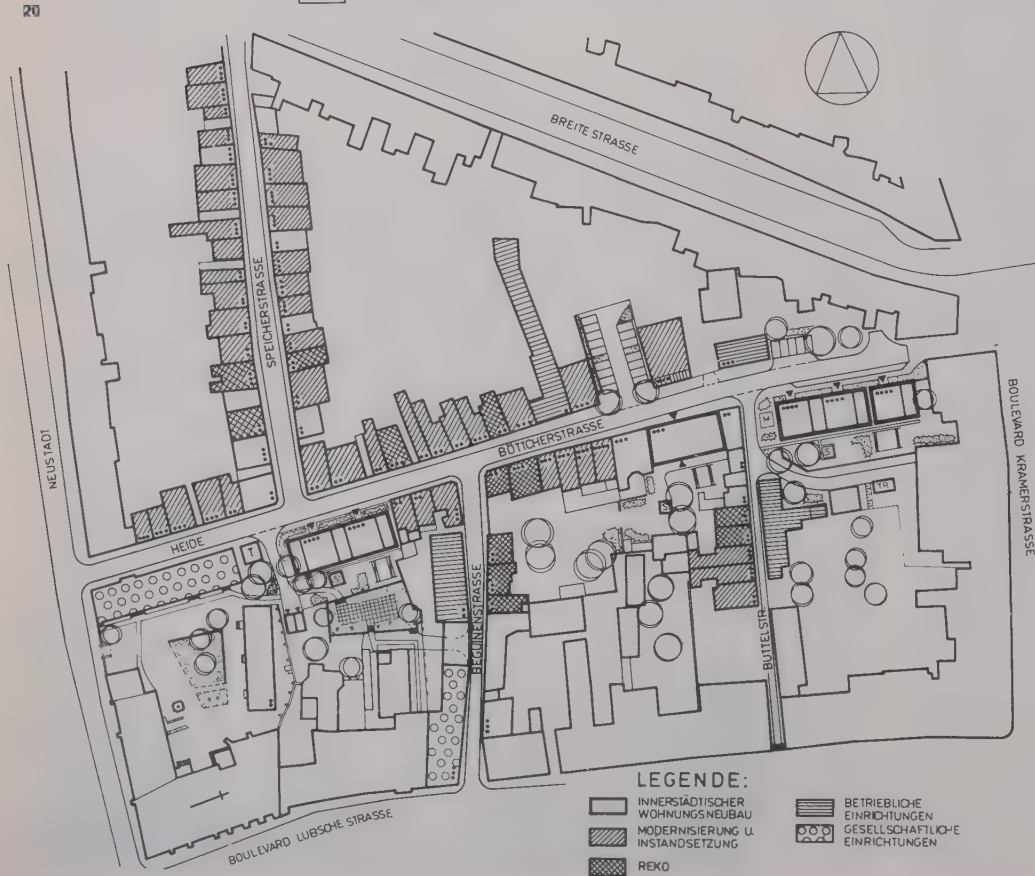 20
BREITE STRASSE
SPEICHERSTRASSE
NEUSTADT
BÖTTCHERSTRASSE
BOULEVARD KRAMERSTRASSE
HEIDE
T
S
S
TR
BEGUINENSTRASSE
BUTTELSTR.
BOULEVARD LUBSCHE STRASSE
LEGENDE:
INNERSTÄDTISCHER
WOHNUNGSNEUBAU
MODERNISIERUNG U.
INSTANDSETZUNG
REKO
BETRIEBLICHE
EINRICHTUNGEN
GESELLSCHAFTLICHE
EINRICHTUNGEN